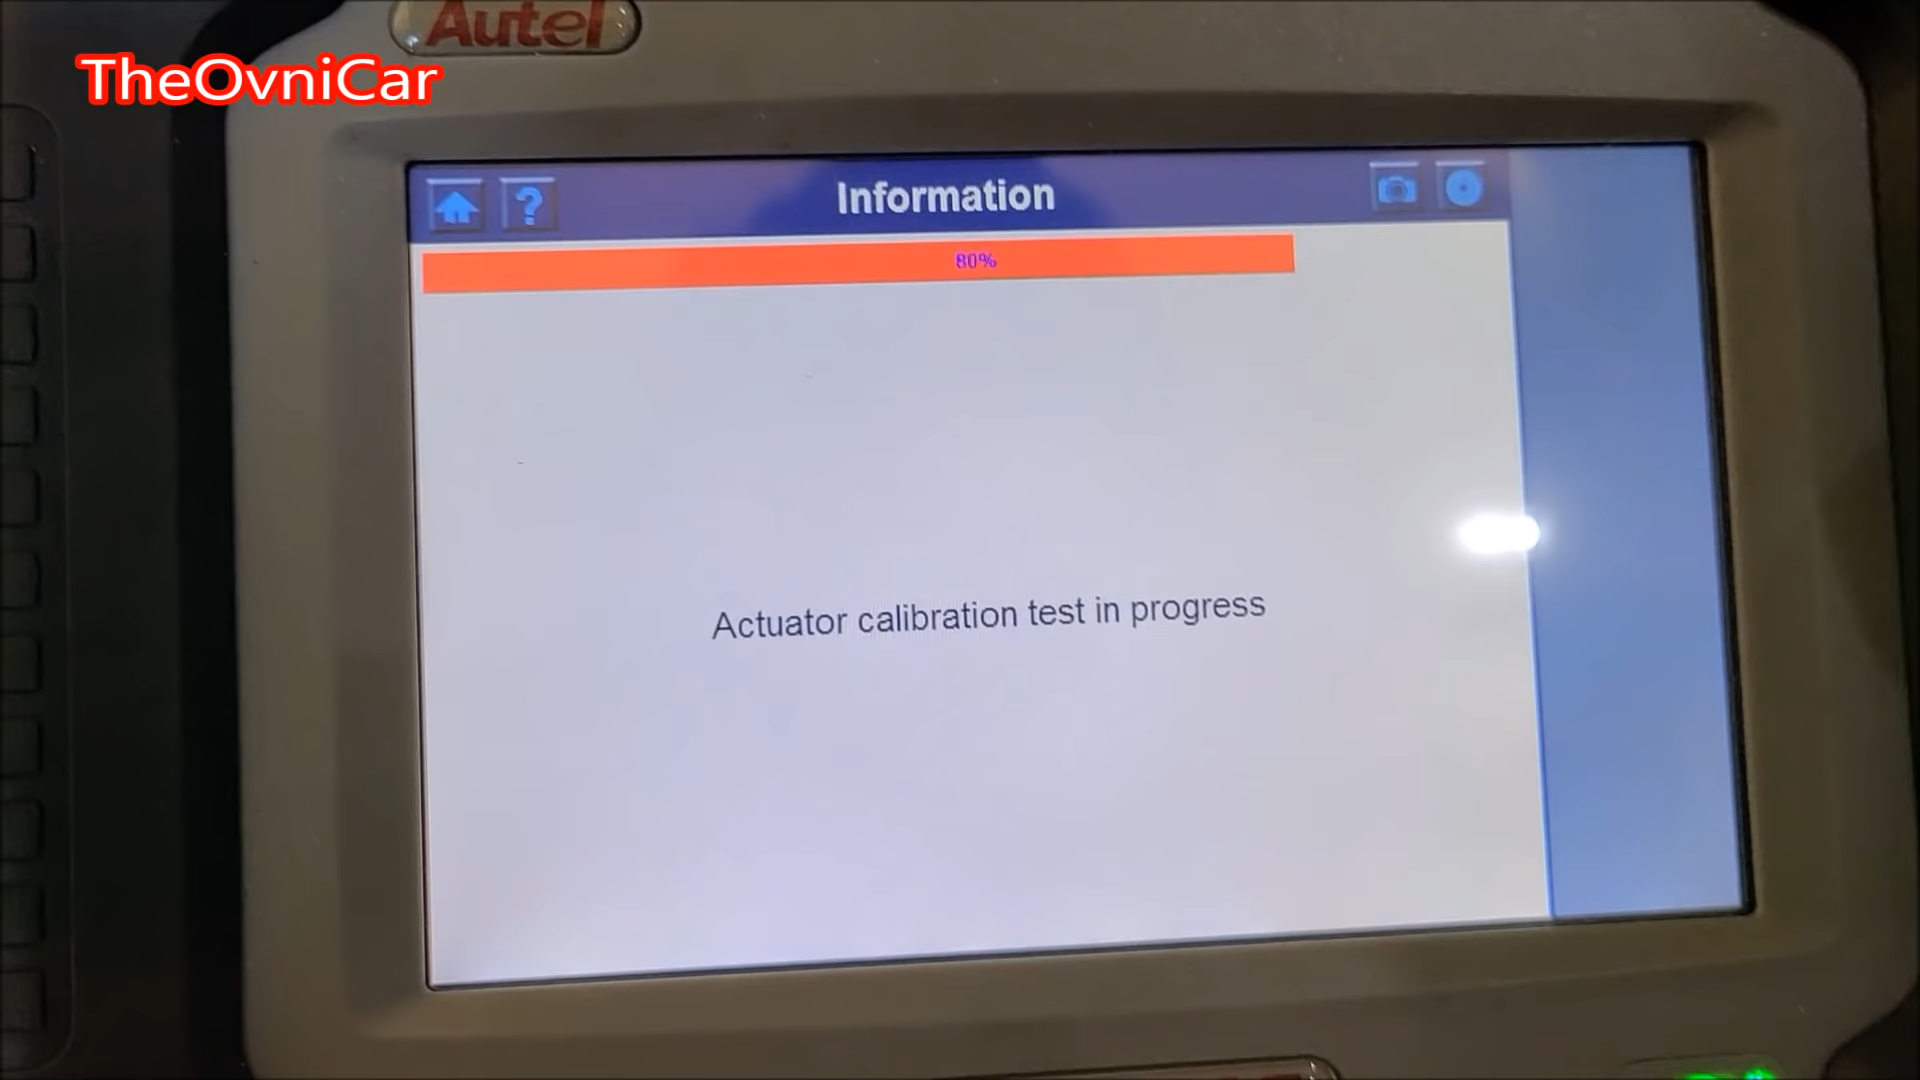 Autel
TheOvniCar
Information
80%
Actuator calibration test in progress